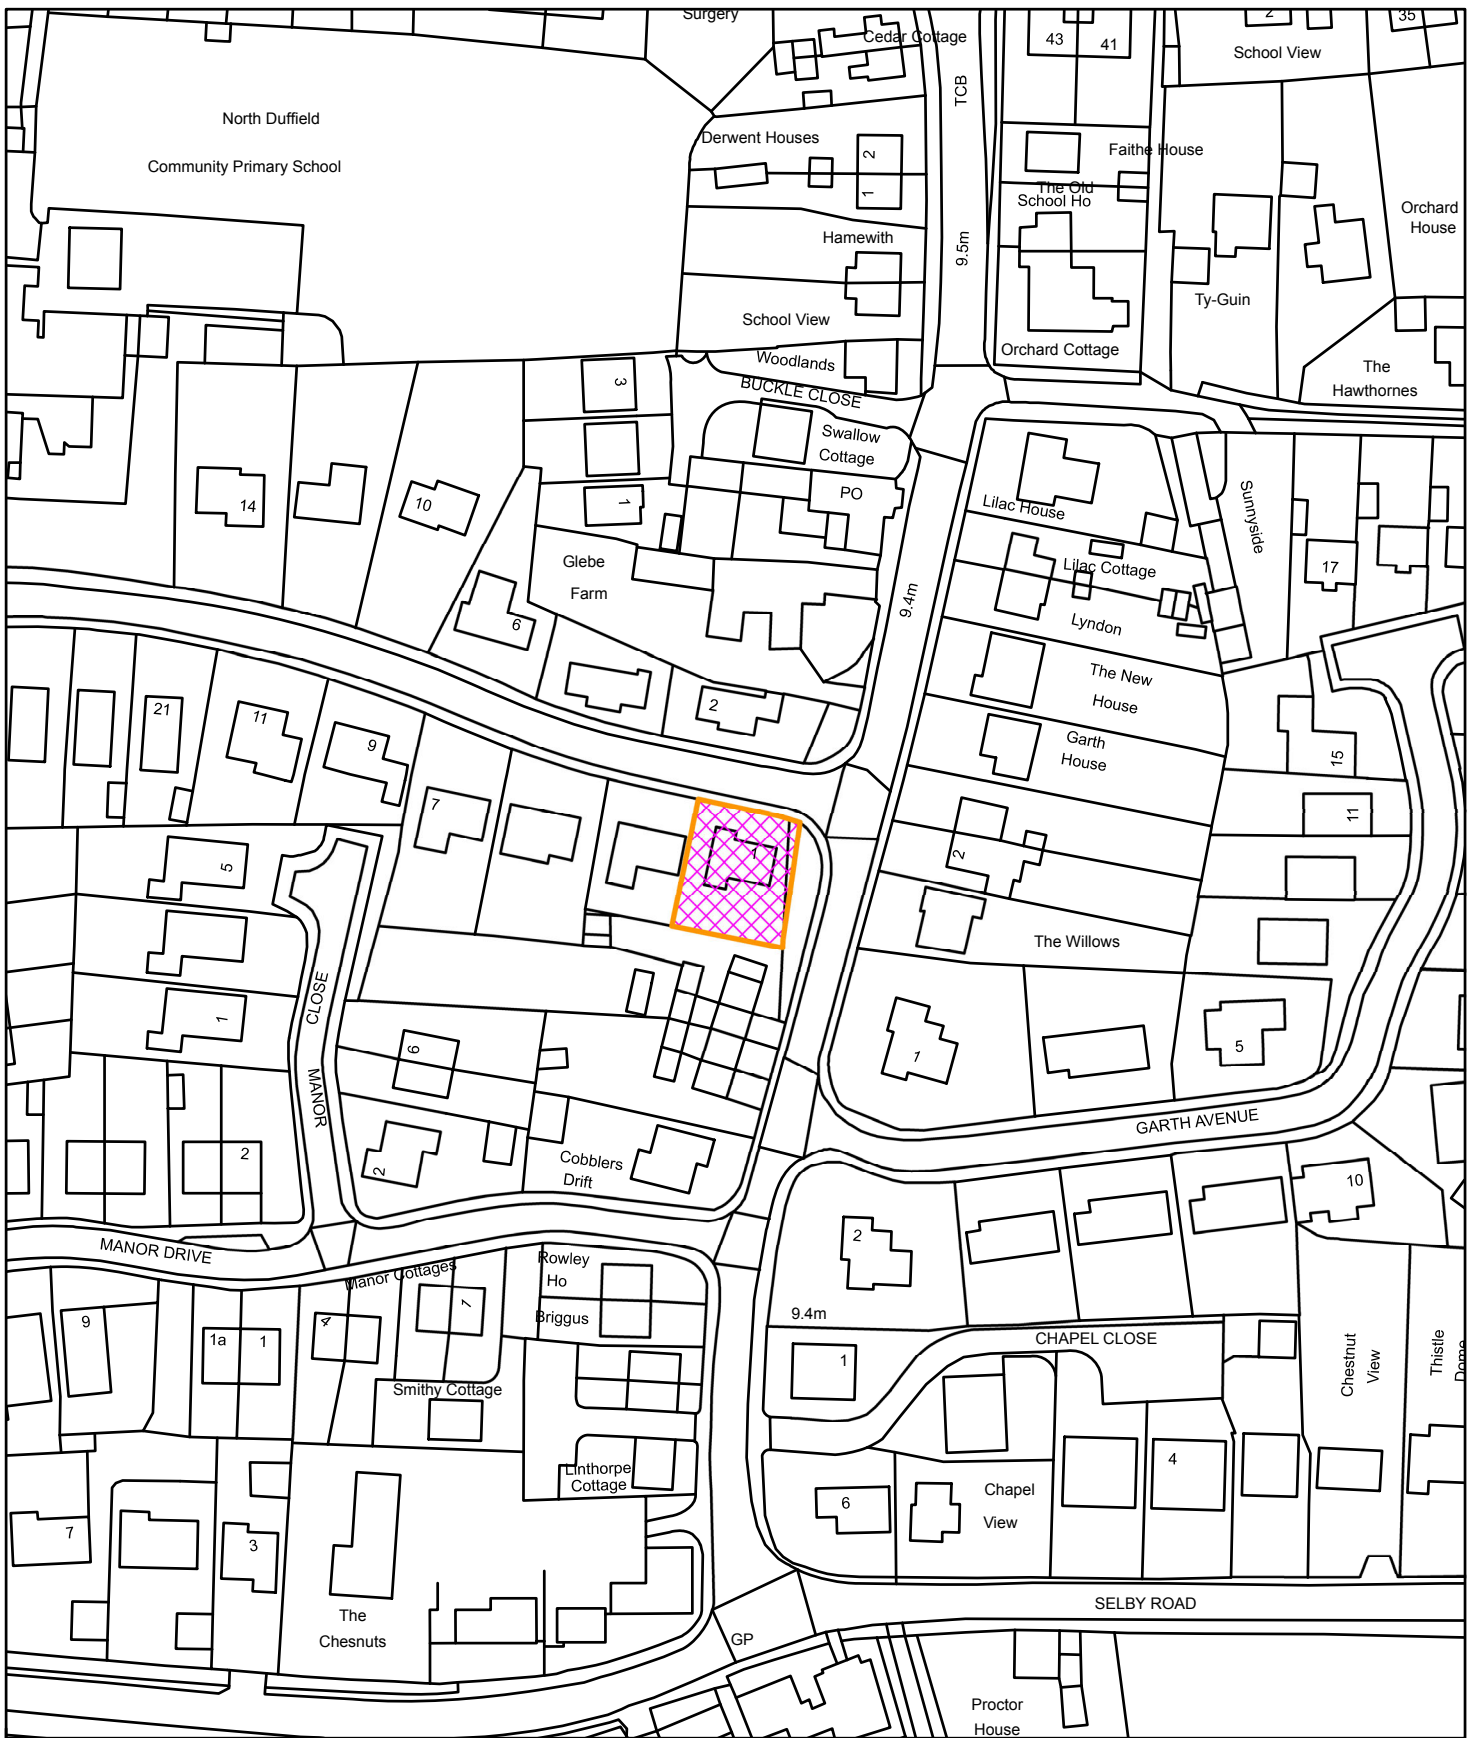 Surgery
Cedar Cottage
TCB
43
41
2
35
School View
North Duffield
Community Primary School
Derwent Houses
2
1
Faithe House
The Old
School Ho
Orchard
House
Hamewith
9.5m
Ty-Guin
School View
Orchard Cottage
The
Hawthornes
Woodlands
BUCKLE CLOSE
3
Swallow
Cottage
PO
14
10
1
Lilac House
Sunnyside
Glebe
Farm
Lilac Cottage
17
9.4m
6
Lyndon
The New
House
21
11
9
2
Garth
House
15
7
1
2
11
5
The Willows
CLOSE
MANOR
1
6
1
5
GARTH AVENUE
2
2
Cobblers
Drift
10
MANOR DRIVE
2
Manor Cottages
Rowley
Ho
Briggus
9
1a
1
4
1
9.4m
CHAPEL CLOSE
1
Chestnut
View
Thistle
Dome
Smithy Cottage
Linthorpe
Cottage
4
6
Chapel
View
7
3
The
Chesnuts
SELBY ROAD
GP
Proctor
House